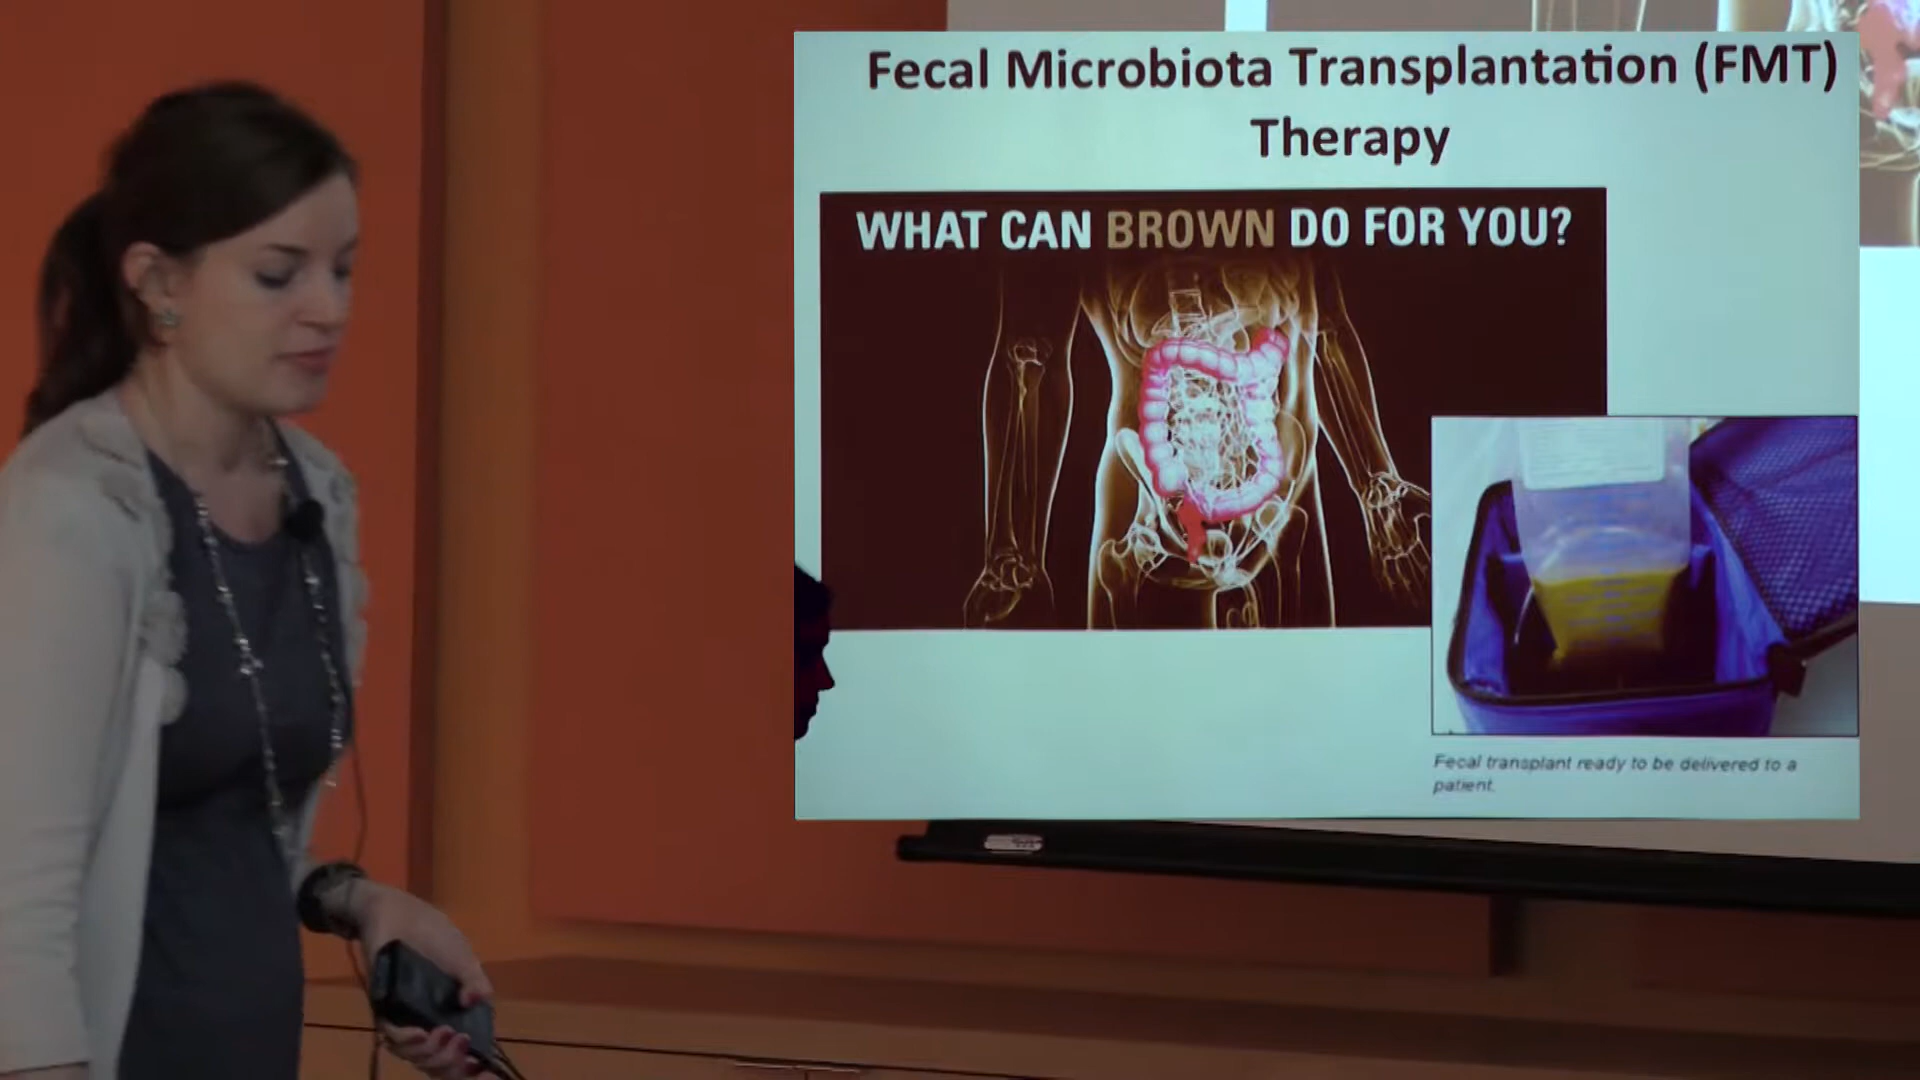 Fecal Microbiota Transplantation (FMT)
Therapy
WHAT CAN BROWN DO FOR YOU?
Fecal transplant ready to be delivered to a
patient.